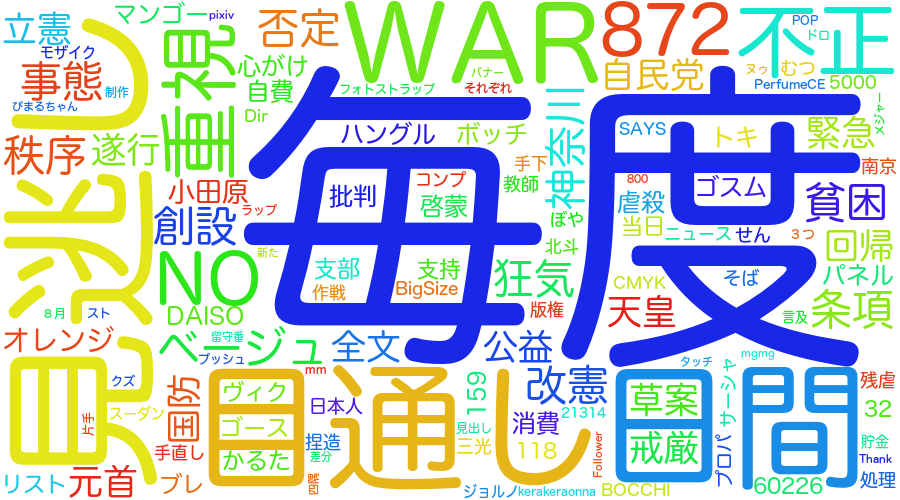 立憲
マンゴー
pixiv
否定
WAR
872
不正
POP
ドロ
見逃し
モザイク
事態
制作
ぴまるちゃん
重視
心がけ
自費
Dir
フォトストラップ
バナー
それぞれ
自民党
ヌゥ
むつ
PerfumeCE
5000
メジャー
秩序
遂行
毎度
ハングル
ボッチ
神奈川
SAYS
トキ
緊急
小田原
ラップ
批判
コンプ
手下
教師
800
虐殺
ゴスム
貧困
南京
創設
啓蒙
ぼや
当日
ニュース
せん
3つ
回帰
新た
NO
支部
支持
北斗
狂気
CMYK
そば
パネル
DAISO
作戦
BigSize
版権
天皇
言及
条項
8月
スト
オレンジ
留守番
ベージュ
プッシュ
全文
公益
mgmg
タッチ
mm
目通し
改憲
日間
サーシャ
残虐
クズ
スーダン
片手
国防
ヴィク
ゴース
かるた
日本人
159
消費
21314
草案
戒厳
プロパ
32
手直し
捏造
差分
見出し
三光
118
Follower
貯金
Thank
リスト
元首
ブレ
四隅
ジョルノ
kerakeraonna
BOCCHI
60226
処理